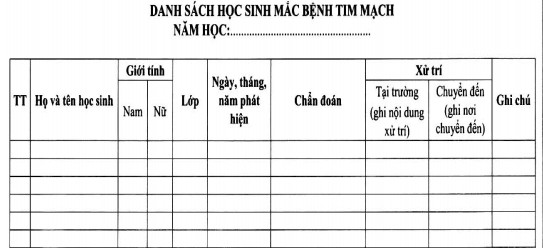 DANH SÁCH HỌC SINH MẮC BỆNH TIM MẠCH
NĂM HỌC:................................................
TT
Họ và tên học sinh
Giới tính
Nam
Nữ
Lớp
Ngày, tháng,
năm phát
hiện
Chẩn đoán
Xử trí
Tại trường
(ghi nội dung
xử trí)
Chuyển đến
(ghi nơi
chuyển đến)
Ghi chú